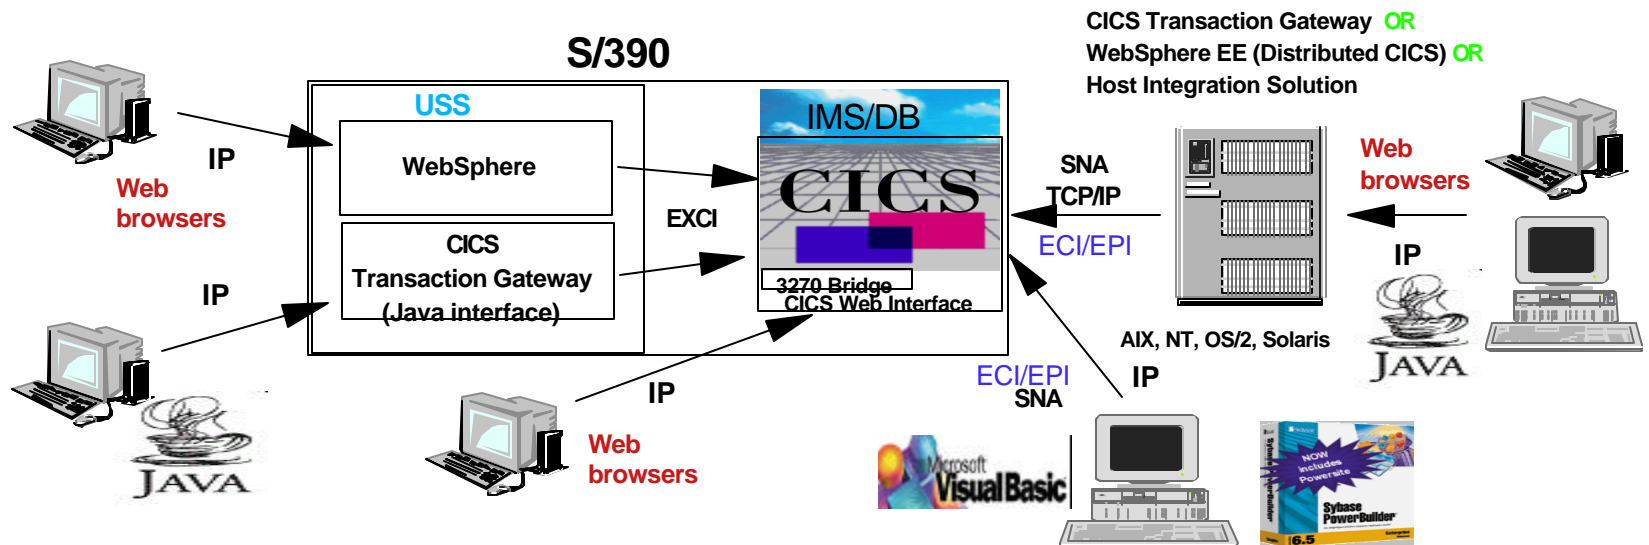 CICS Transaction Gateway OR
WebSphere EE (Distributed CICS) OR
Host Integration Solution
S/390
USS
WebSphere
CICS
Transaction Gateway
(Java interface)
IP
Web
browsers
IP
JAVA
EXCI
IMS/DB
CICS
3270 Bridge
CICS Web Interface
IP
Web
browsers
SNA
TCP/IP
ECI/EPI
AIX, NT, OS/2, Solaris
Web
browsers
IP
JAVA
ECI/EPI
SNA
IP
Microsoft
Visual Basic
NOW
includes
Powersite
Sybase
PowerBuilder
Sybase PowerBuilder
6.5
Enterprise